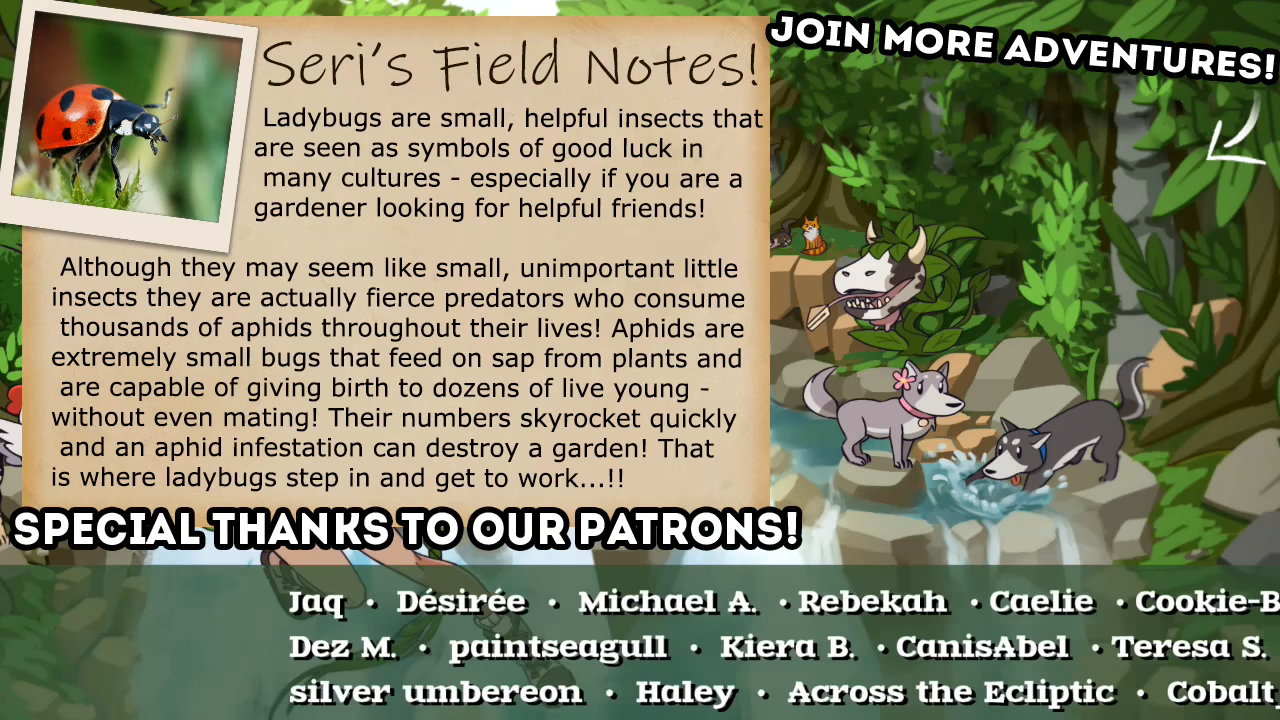 Seri's Field Notes!
JOIN MORE ADVENTURES!
Ladybugs are small, helpful insects that
are seen as symbols of good luck in
many cultures - especially if you are a
gardener looking for helpful friends!
Although they may seem like small, unimportant little
insects they are actually fierce predators who consume
thousands of aphids throughout their lives! Aphids are
extremely small bugs that feed on sap from plants and
are capable of giving birth to dozens of live young -
without even mating! Their numbers skyrocket quickly
and an aphid infestation can destroy a garden! That
is where ladybugs step in and get to work...!!
SPECIAL THANKS TO OUR PATRONS!
Jaq • Désirée • Michael A. • Rebekah • Caelie • Cookie-B
Dez M. • paintseagull • Kiera B. • CanisAbel • Teresa S.
silver umbereon • Haley • Across the Ecliptic • Cobalt